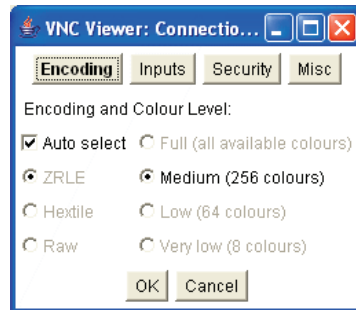 VNC Viewer: Connectio...
Encoding Inputs Security Misc
Encoding and Colour Level:
Auto select Full (all available colours)
ZRLE Medium (256 colours)
Hextile Low (64 colours)
Raw Very low (8 colours)
OK Cancel